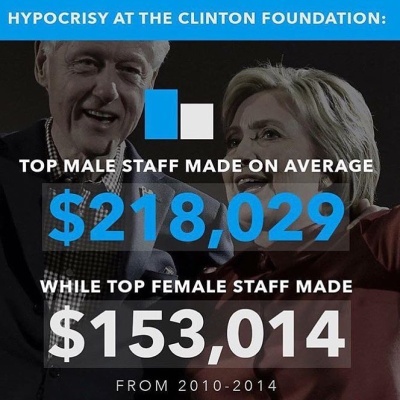 HYPOCRISY AT THE CLINTON FOUNDATION:
TOP MALE STAFF MADE ON AVERAGE
$218,029
WHILE TOP FEMALE STAFF MADE
$153,014
FROM 2010-2014